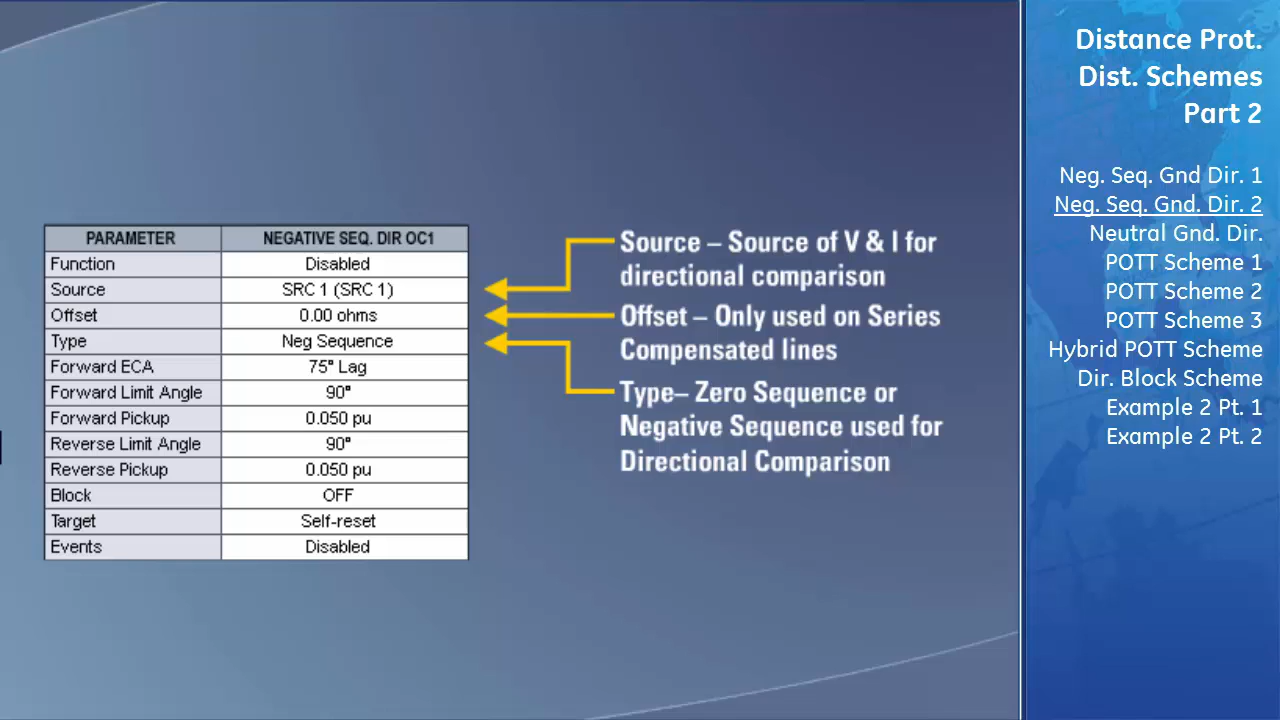 PARAMETER NEGATIVE SEQ. DIR OC1
Function Disabled
Source SRC 1 (SRC 1)
Offset 0.00 ohms
Type Neg Sequence
Forward ECA 75° Lag
Forward Limit Angle 90°
Forward Pickup 0.050 pu
Reverse Limit Angle 90°
Reverse Pickup 0.050 pu
Block OFF
Target Self-reset
Events Disabled
Source – Source of V & I for
directional comparison
Offset – Only used on Series
Compensated lines
Type– Zero Sequence or
Negative Sequence used for
Directional Comparison
Distance Prot.
Dist. Schemes
Part 2
Neg. Seq. Gnd Dir. 1
Neg. Seq. Gnd. Dir. 2
Neutral Gnd. Dir.
POTT Scheme 1
POTT Scheme 2
POTT Scheme 3
Hybrid POTT Scheme
Dir. Block Scheme
Example 2 Pt. 1
Example 2 Pt. 2